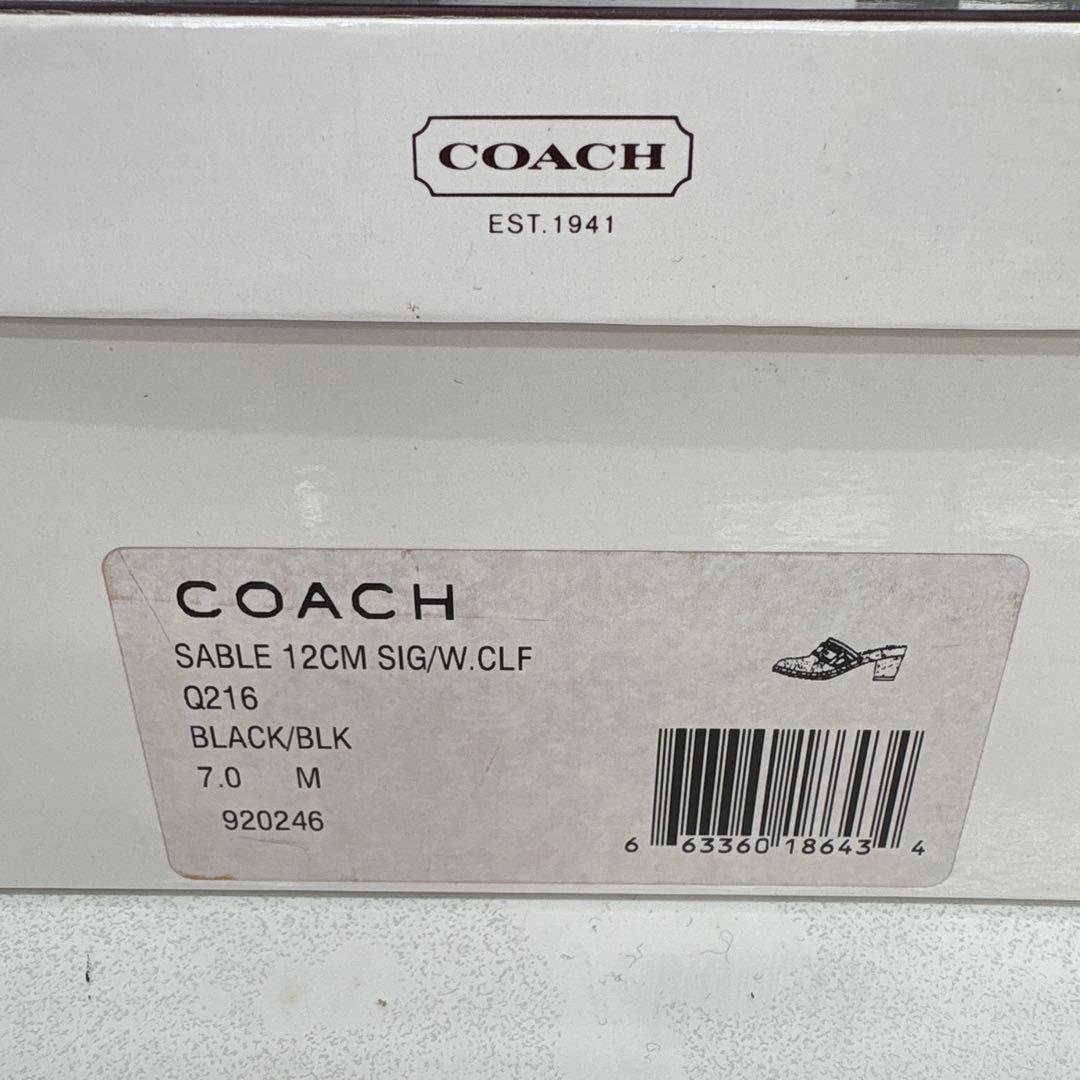 COACH
EST. 1941
COACH
SABLE 12CM SIG/W.CLF
Q216
BLACK/BLK
7.0 M
920246
6 63360 18643 4